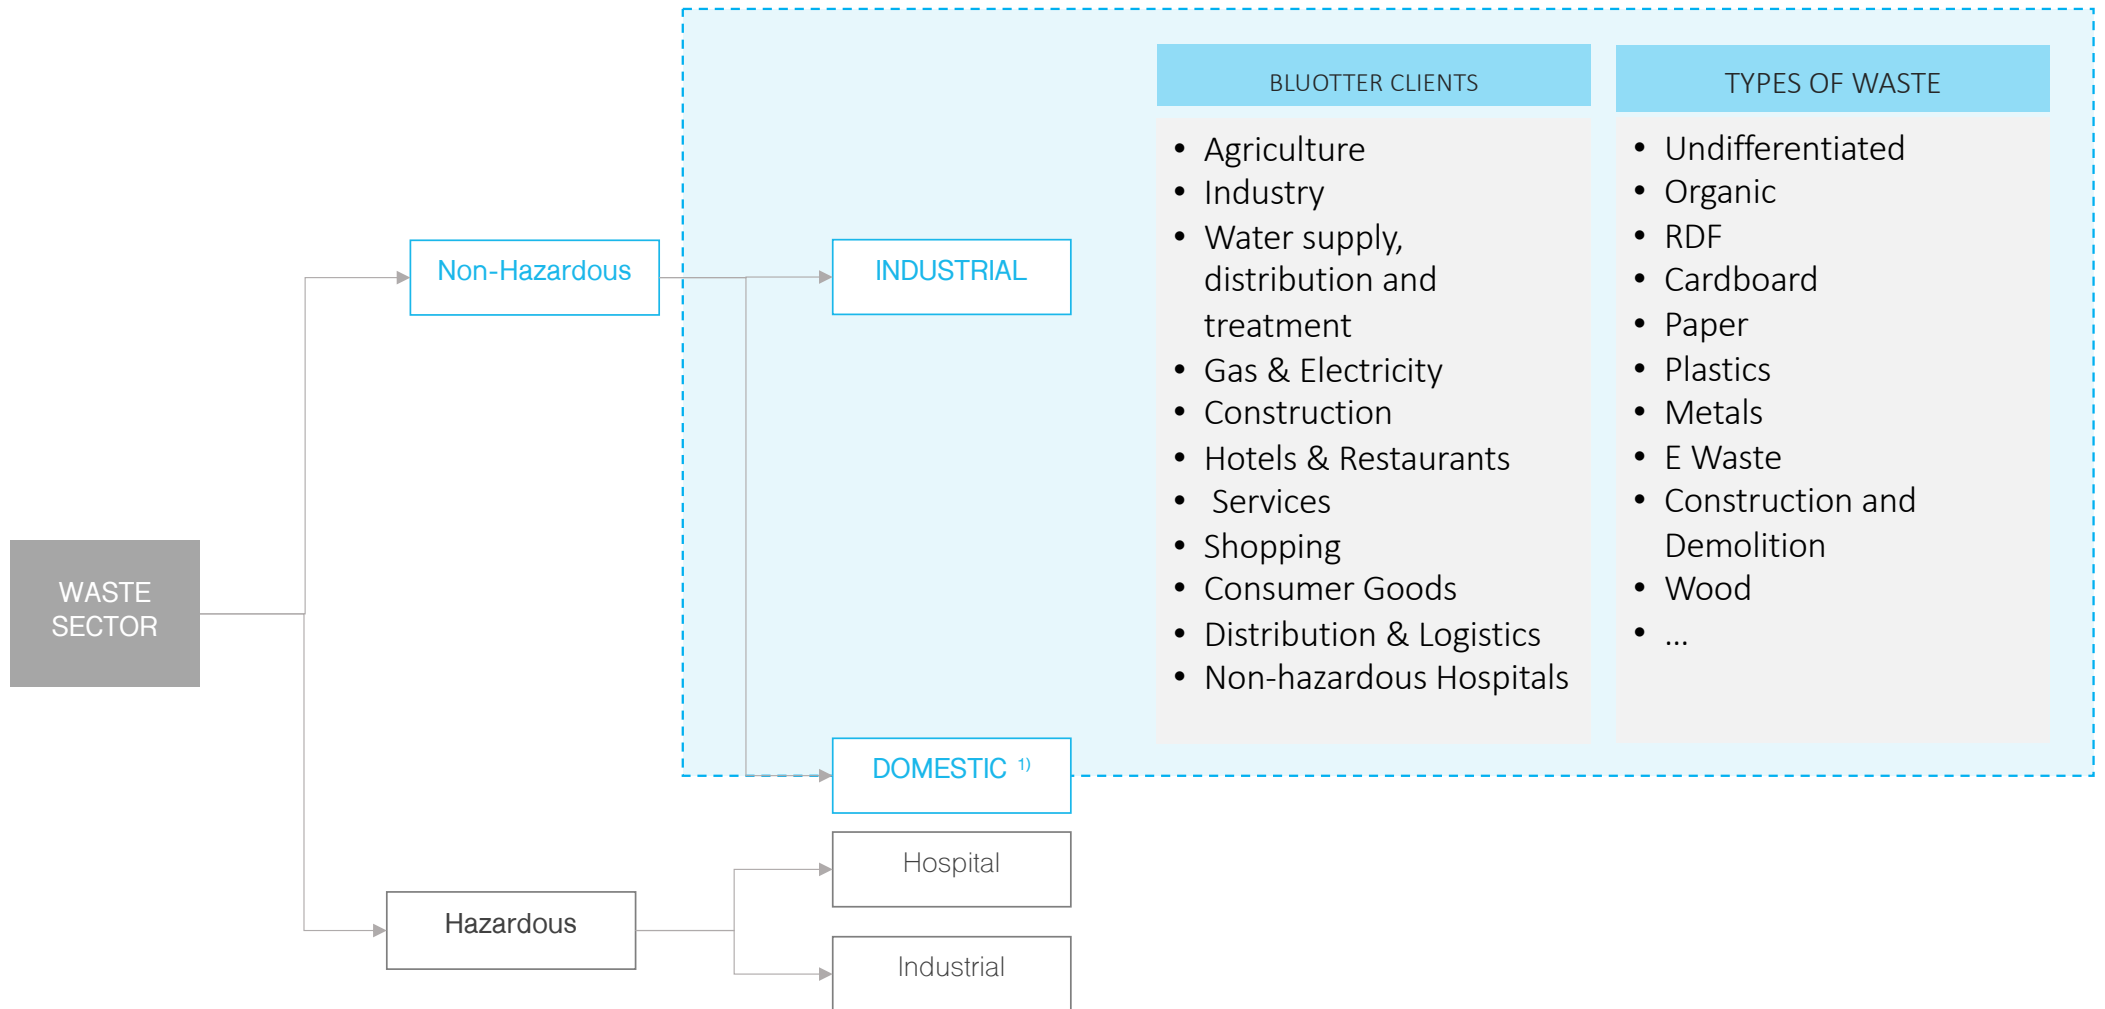 BLUOTTER CLIENTS
• Agriculture
• Industry
• Water supply,
distribution and
treatment
• Gas & Electricity
• Construction
• Hotels & Restaurants
• Services
• Shopping
• Consumer Goods
• Distribution & Logistics
• Non-hazardous Hospitals
TYPES OF WASTE
• Undifferentiated
• Organic
• RDF
• Cardboard
• Paper
• Plastics
• Metals
• E Waste
• Construction and
Demolition
• Wood
• ...
WASTE
SECTOR
Non-Hazardous
INDUSTRIAL
DOMESTIC 1)
Hazardous
Hospital
Industrial